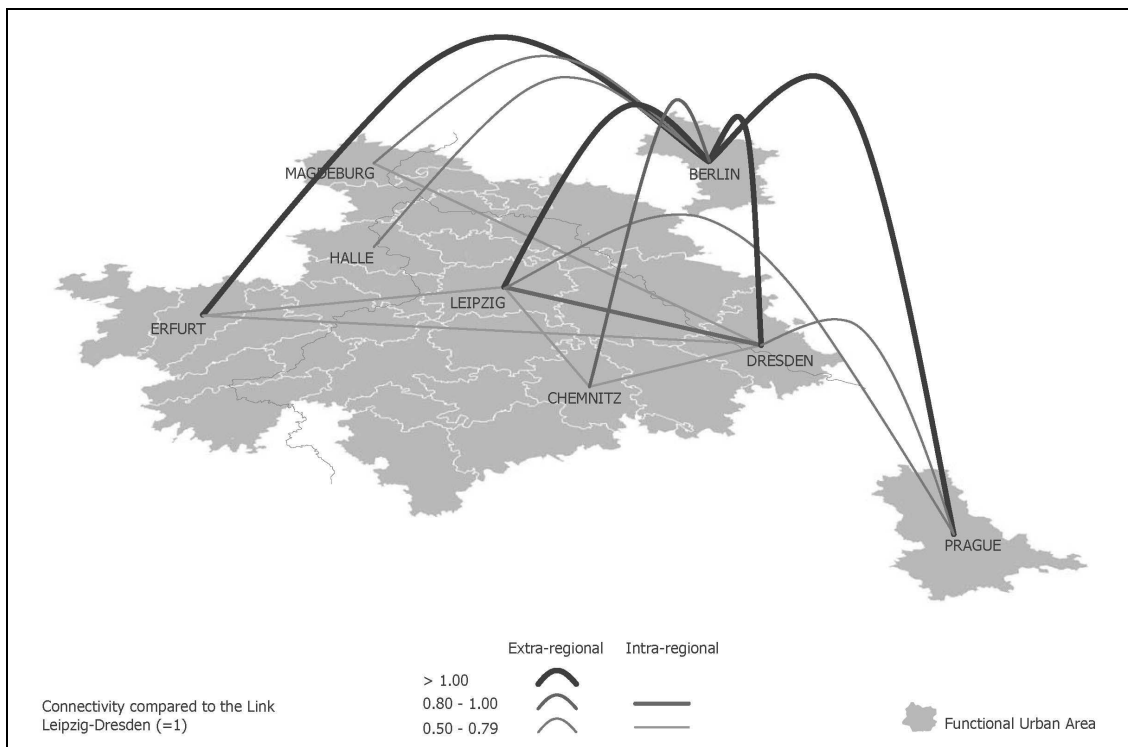 MAGDEBURG
BERLIN
HALLE
LEIPZIG
ERFURT
DRESDEN
CHEMNITZ
PRAGUE
Extra-regional Intra-regional
> 1.00
0.80 - 1.00
0.50 - 0.79
Connectivity compared to the Link
Leipzig-Dresden (=1)
Functional Urban Area